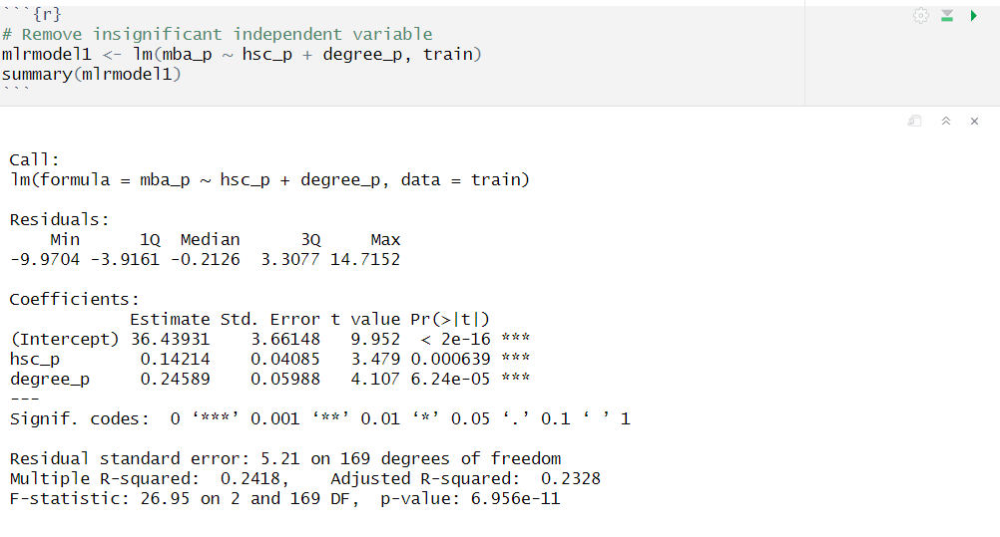 ```{r}
# Remove insignificant independent variable
mlrmodel1 <- lm(mba_p ~ hsc_p + degree_p, train)
summary(mlrmodel1)
```
Call:
lm(formula = mba_p ~ hsc_p + degree_p, data = train)
Residuals:
    Min      1Q  Median      3Q     Max
-9.9704 -3.9161 -0.2126  3.3077 14.7152
Coefficients:
            Estimate Std. Error t value Pr(>|t|)
(Intercept) 36.43931    3.66148   9.952  < 2e-16 ***
hsc_p        0.14214    0.04085   3.479 0.000639 ***
degree_p     0.24589    0.05988   4.107 6.24e-05 ***
---
Signif. codes:  0 ‘***’ 0.001 ‘**’ 0.01 ‘*’ 0.05 ‘.’ 0.1 ‘ ’ 1
Residual standard error: 5.21 on 169 degrees of freedom
Multiple R-squared:  0.2418,    Adjusted R-squared:  0.2328
F-statistic: 26.95 on 2 and 169 DF,  p-value: 6.956e-11